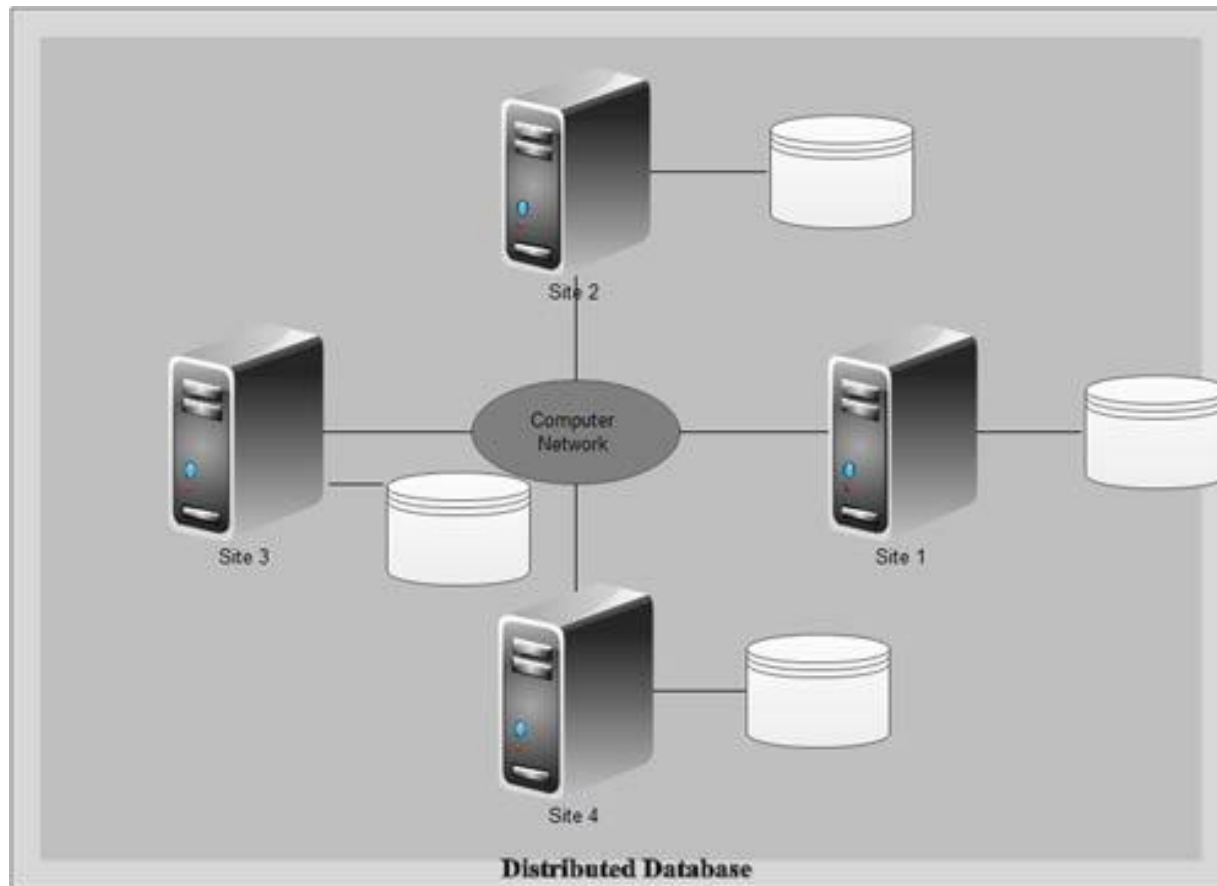 Site 2
Computer
Network
Site 3
Site 1
Site 4
Distributed Database